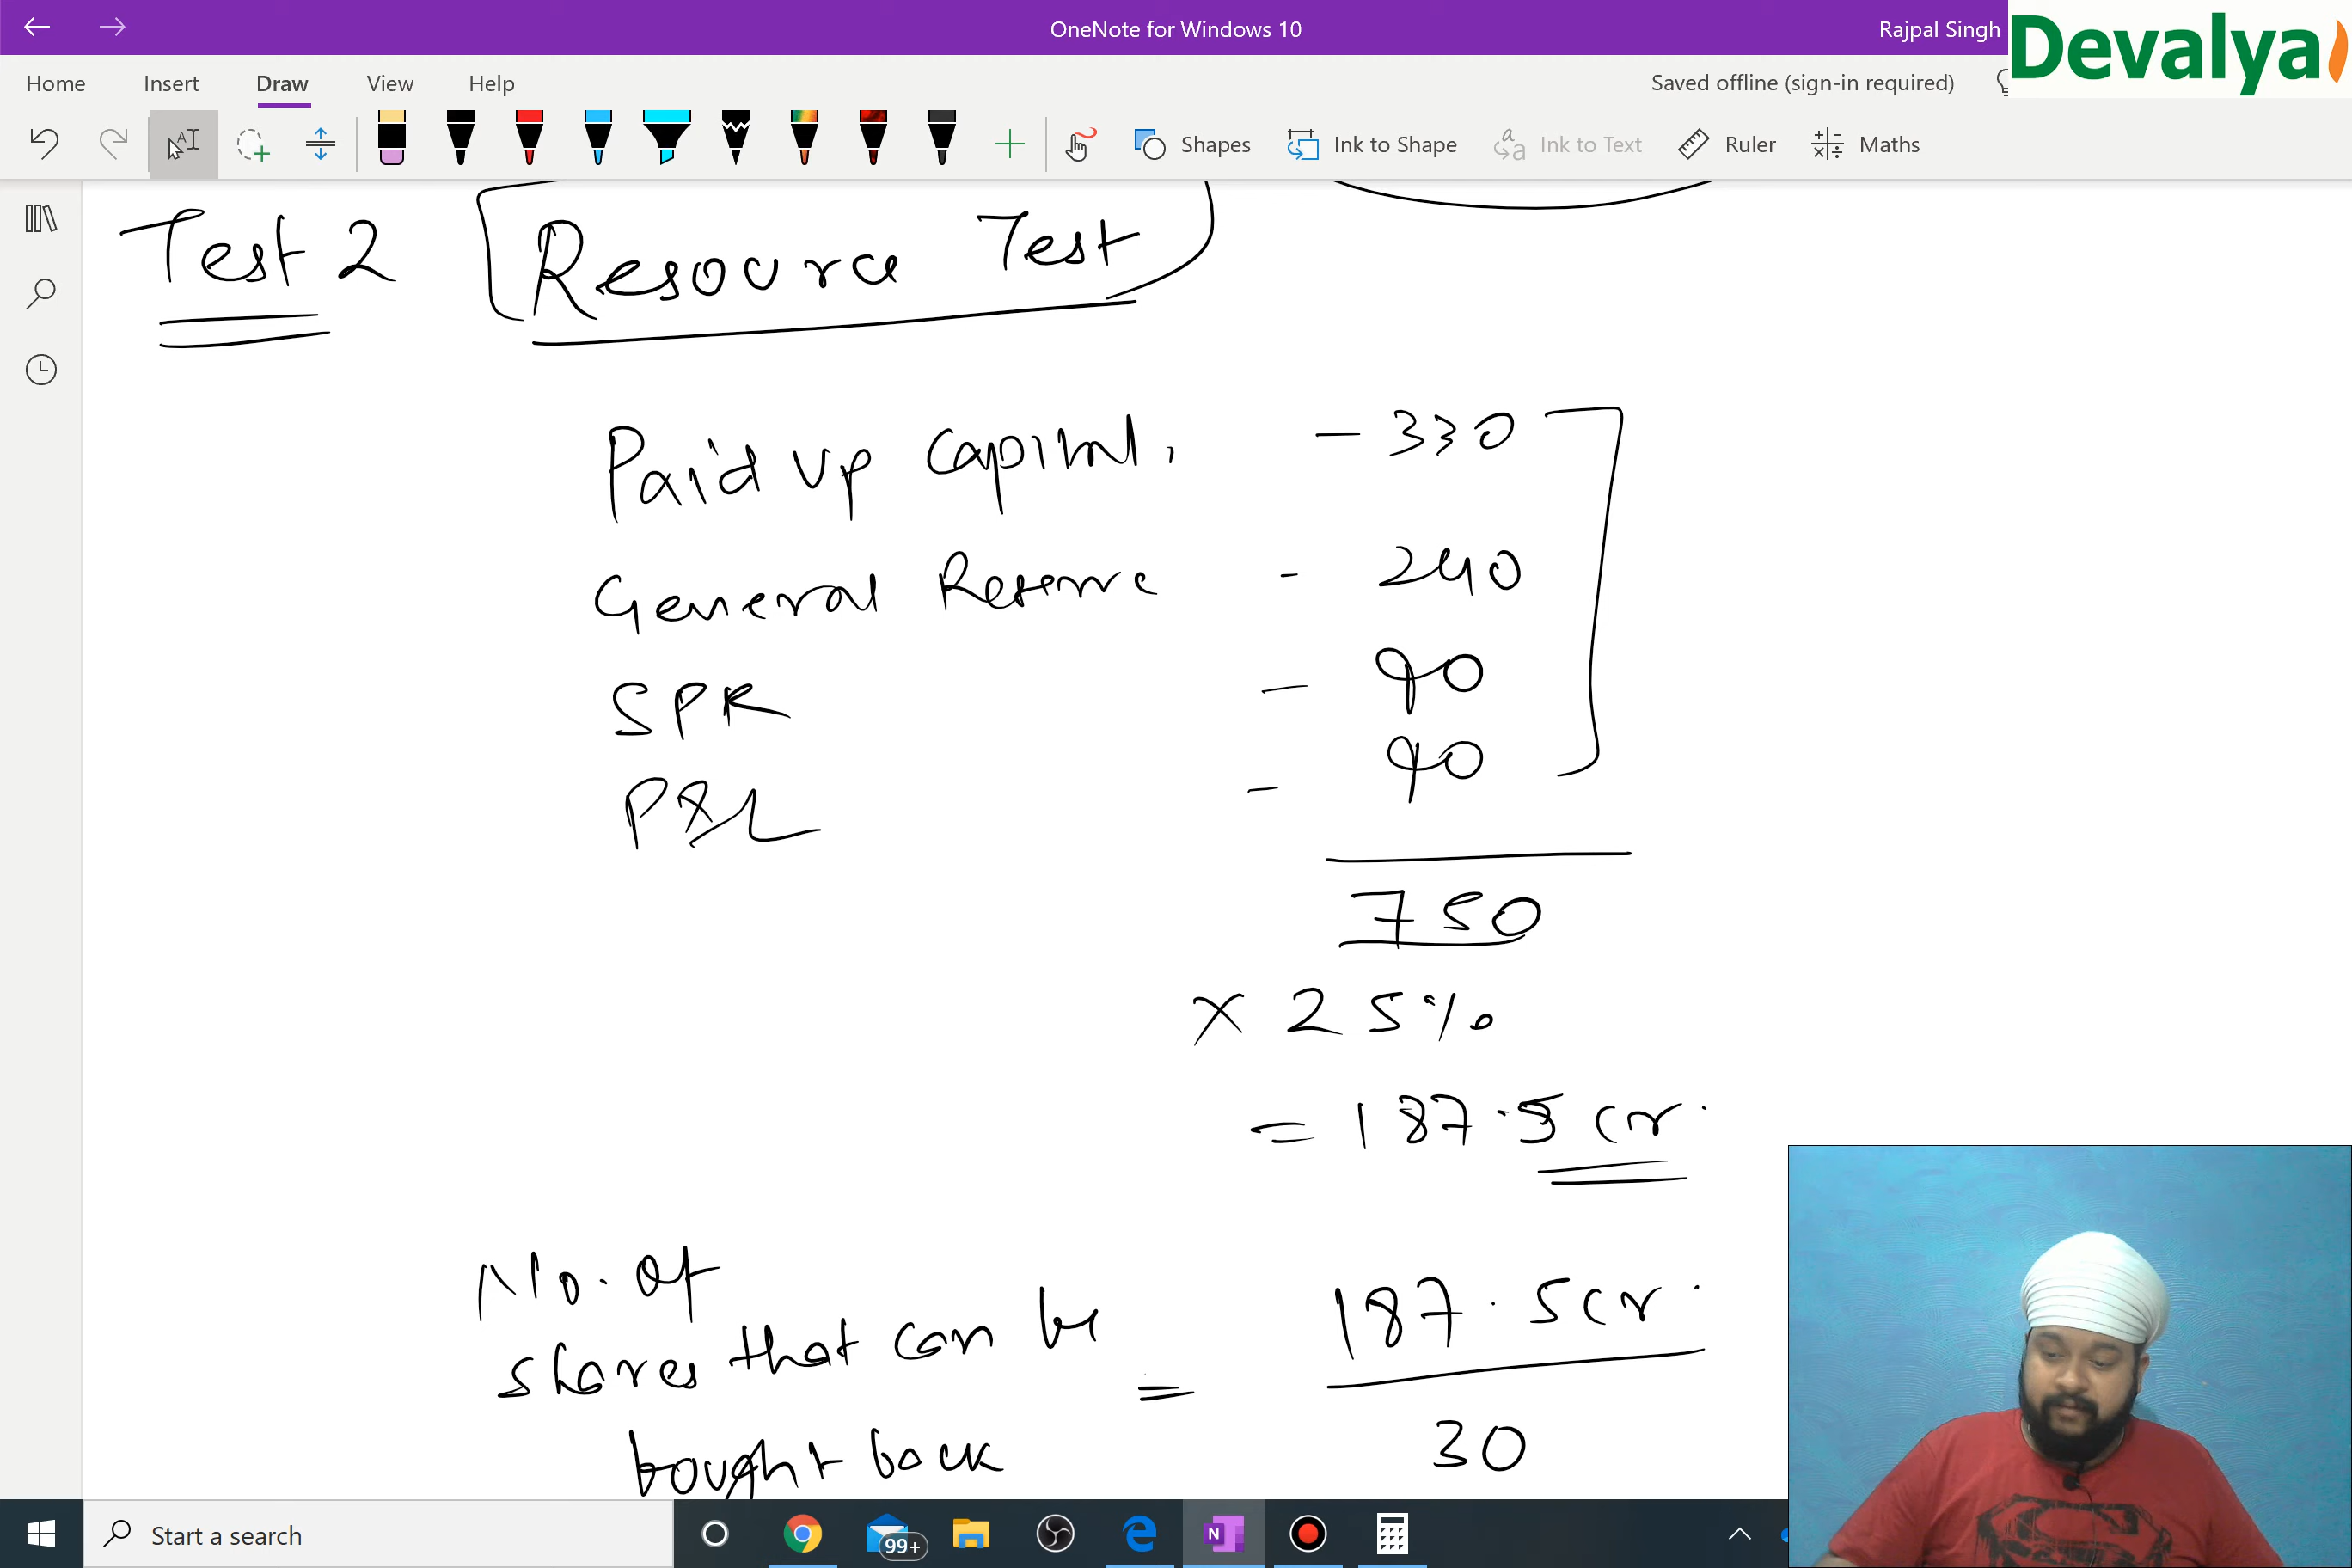 OneNote for Windows 10
Rajpal Singh
Devalya
Home Insert Draw View Help
Saved offline (sign-in required)
Shapes Ink to Shape Ink to Text Ruler Maths
Test 2 Resource Test
Paid up capital. - 330
General Reserve - 240
SPR - 90
P&L - 90
750
x 25%
= 187.5 cr.
No. of
shares that can be
bought back
= 187.5 cr.
30
Start a search
99+